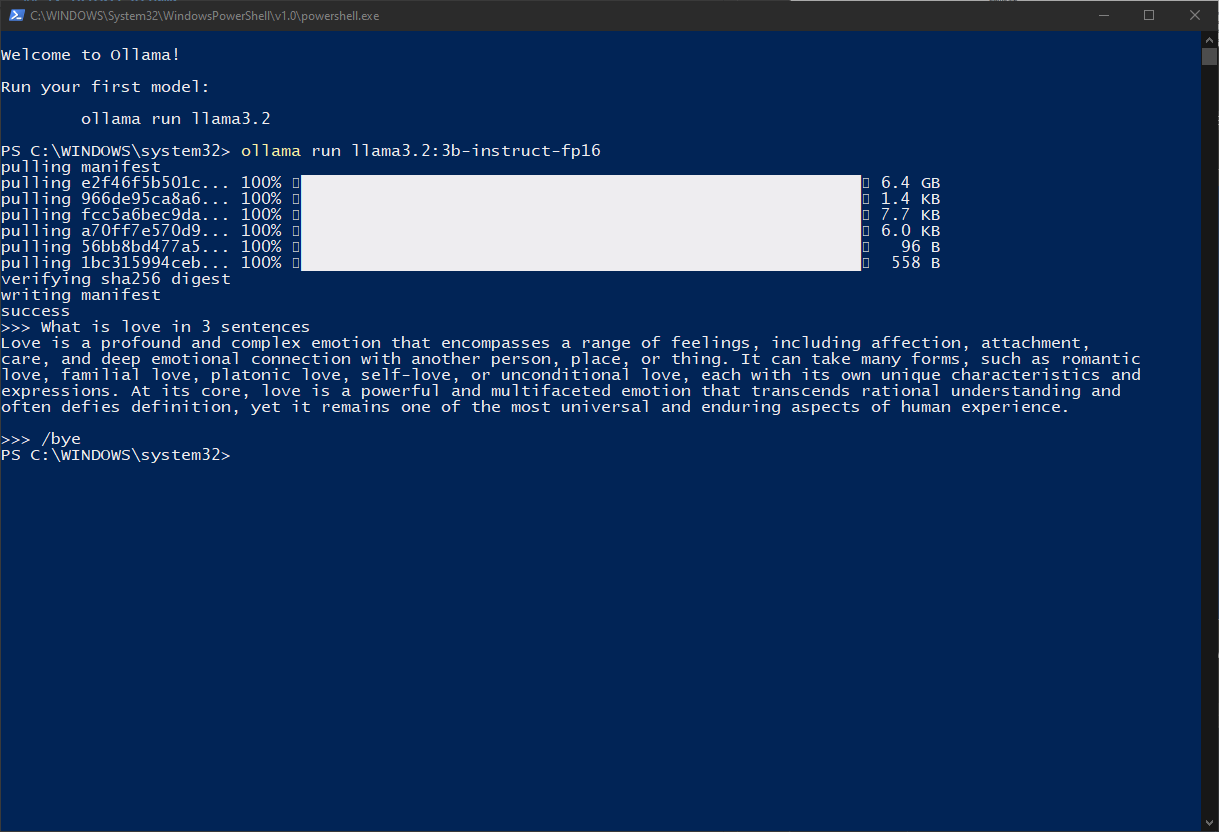 C:\WINDOWS\System32\WindowsPowerShell\v1.0\powershell.exe
Welcome to Ollama!
Run your first model:
ollama run llama3.2
PS C:\WINDOWS\system32> ollama run llama3.2:3b-instruct-fp16
pulling manifest
pulling e2f46f5b501c... 100% ▯ ▯ 6.4 GB
pulling 966de95ca8a6... 100% ▯ ▯ 1.4 KB
pulling fcc5a6bec9da... 100% ▯ ▯ 7.7 KB
pulling a70ff7e570d9... 100% ▯ ▯ 6.0 KB
pulling 56bb8bd477a5... 100% ▯ ▯ 96 B
pulling 1bc315994ceb... 100% ▯ ▯ 558 B
verifying sha256 digest
writing manifest
success
>>> What is love in 3 sentences
Love is a profound and complex emotion that encompasses a range of feelings, including affection, attachment,
care, and deep emotional connection with another person, place, or thing. It can take many forms, such as romantic
love, familial love, platonic love, self-love, or unconditional love, each with its own unique characteristics and
expressions. At its core, love is a powerful and multifaceted emotion that transcends rational understanding and
often defies definition, yet it remains one of the most universal and enduring aspects of human experience.
>>> /bye
PS C:\WINDOWS\system32>